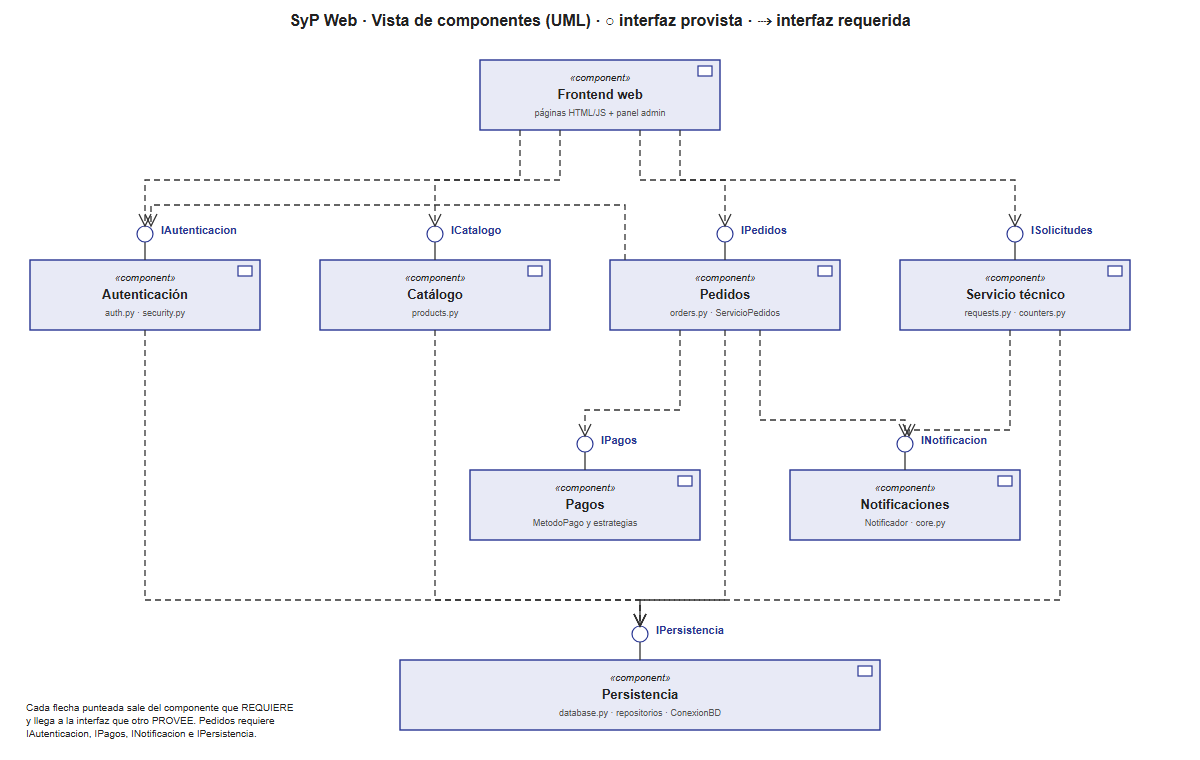 SyP Web · Vista de componentes (UML) · ○ interfaz provista · ⤍ interfaz requerida
«component»
Frontend web
páginas HTML/JS + panel admin
IAutenticacion
ICatalogo
IPedidos
ISolicitudes
«component»
Autenticación
auth.py · security.py
«component»
Catálogo
products.py
«component»
Pedidos
orders.py · ServicioPedidos
«component»
Servicio técnico
requests.py · counters.py
IPagos
INotificacion
«component»
Pagos
MetodoPago y estrategias
«component»
Notificaciones
Notificador · core.py
IPersistencia
«component»
Persistencia
database.py · repositorios · ConexionBD
Cada flecha punteada sale del componente que REQUIERE
y llega a la interfaz que otro PROVEE. Pedidos requiere
IAutenticacion, IPagos, INotificacion e IPersistencia.